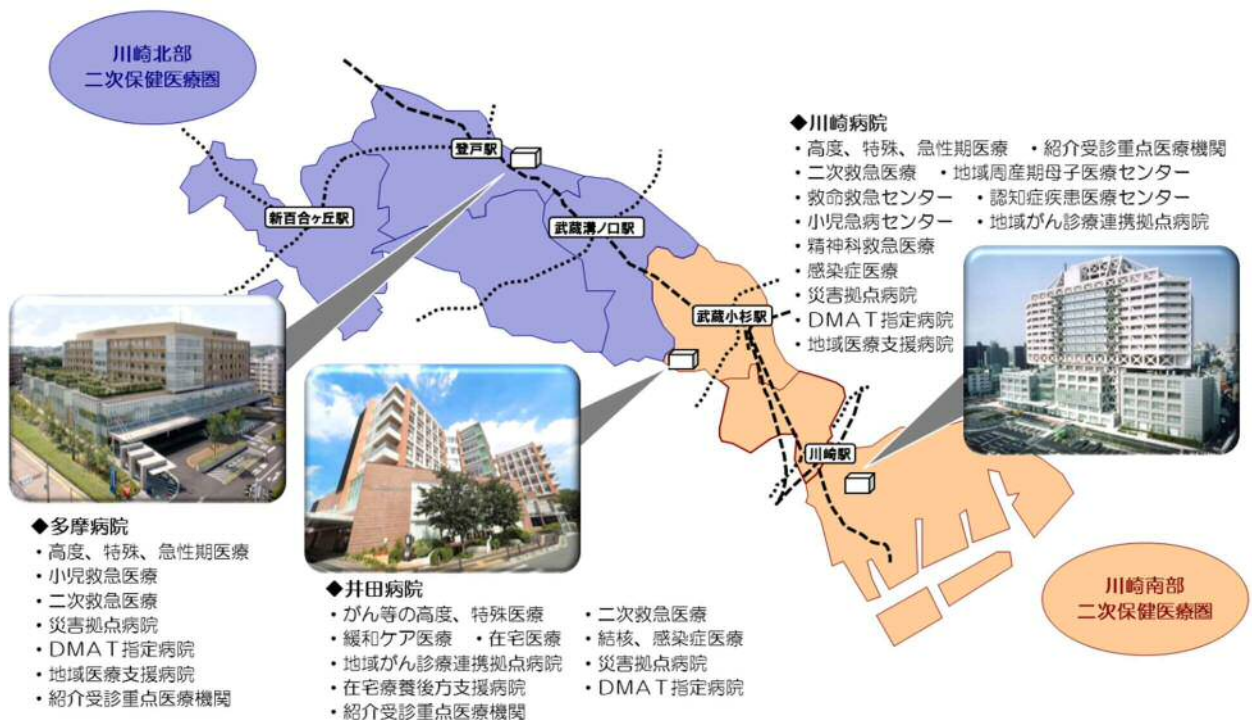 川崎北部
二次保健医療圏
登戸駅
新百合ヶ丘駅
武蔵溝ノ口駅
武蔵小杉駅
川崎駅
◆川崎病院
・高度、特殊、急性期医療　・紹介受診重点医療機関
・二次救急医療　・地域周産期母子医療センター
・救命救急センター　・認知症疾患医療センター
・小児急病センター　・地域がん診療連携拠点病院
・精神科救急医療
・感染症医療
・災害拠点病院
・DMAT指定病院
・地域医療支援病院
◆多摩病院
・高度、特殊、急性期医療
・小児救急医療
・二次救急医療
・災害拠点病院
・DMAT指定病院
・地域医療支援病院
・紹介受診重点医療機関
◆井田病院
・がん等の高度、特殊医療　・二次救急医療
・緩和ケア医療　・在宅医療　・結核、感染症医療
・地域がん診療連携拠点病院　・災害拠点病院
・在宅療養後方支援病院　・DMAT指定病院
・紹介受診重点医療機関
川崎南部
二次保健医療圏